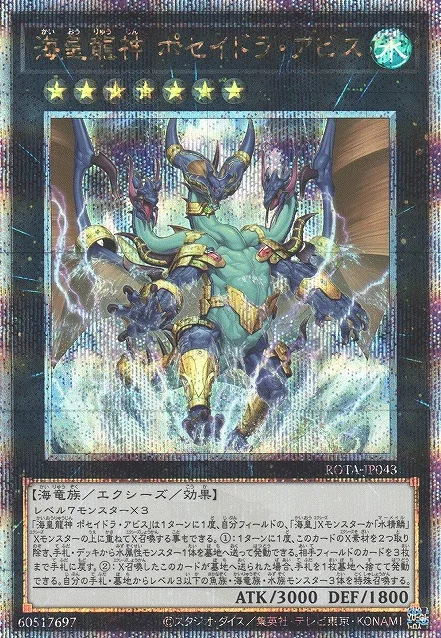 海皇龍神 ポセイドラ・アビス
水
ROTA-JP043
【海竜族／エクシーズ／効果】
レベル7モンスター×3
「海皇龍神 ポセイドラ・アビス」は1ターンに1度、自分フィールドの、「海皇」Xモンスターか「水精鱗」
Xモンスターの上に重ねてX召喚する事もできる。①：1ターンに1度、このカードのX素材を2つ取り
除き、手札・デッキから水属性モンスター1体を墓地へ送って発動できる。相手フィールドのカードを3枚
まで手札に戻す。②：X召喚したこのカードが墓地へ送られた場合、手札を1枚墓地へ捨てて発動
できる。自分の手札・墓地からレベル3以下の魚族・海竜族・水族モンスター3体を特殊召喚する。
ATK/3000 DEF/1800
60517697
©スタジオ・ダイス／集英社・テレビ東京・KONAMI